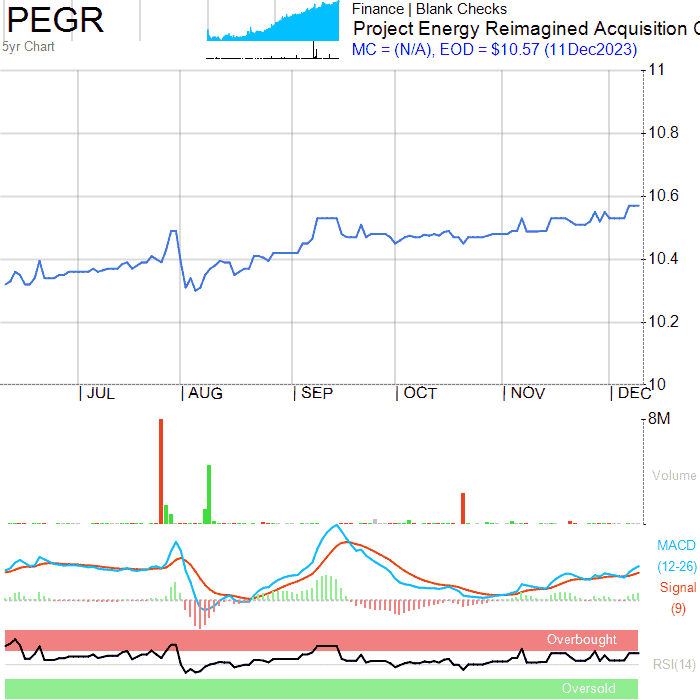 PEGR
5yr Chart
Finance | Blank Checks
Project Energy Reimagined Acquisition C
MC = (N/A), EOD = $10.57 (11Dec2023)
11
10.8
10.6
10.4
10.2
10
JUL AUG SEP OCT NOV DEC
8M
Volume
MACD
(12-26)
Signal
(9)
Overbought
RSI(14)
Oversold